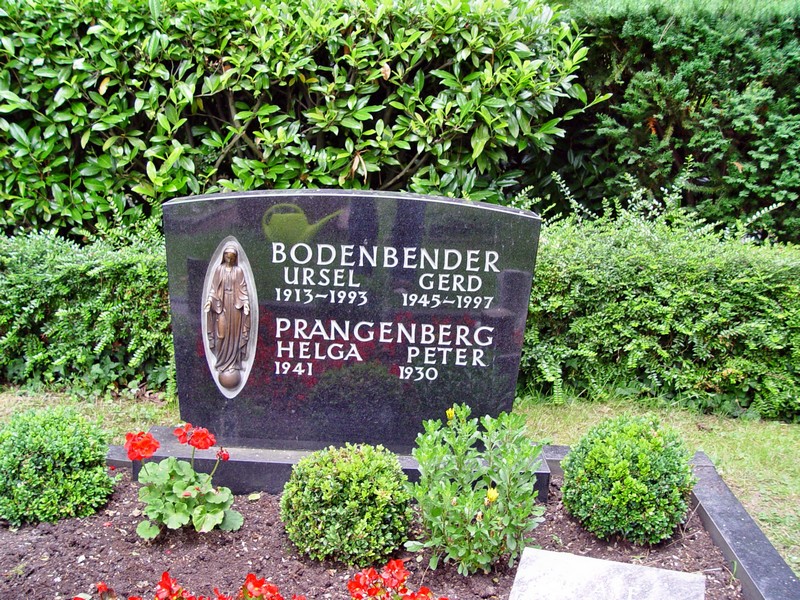 BODENBENDER
URSEL GERD
1913~1993 1945-1997
PRANGENBERG
HELGA PETER
1941 1930